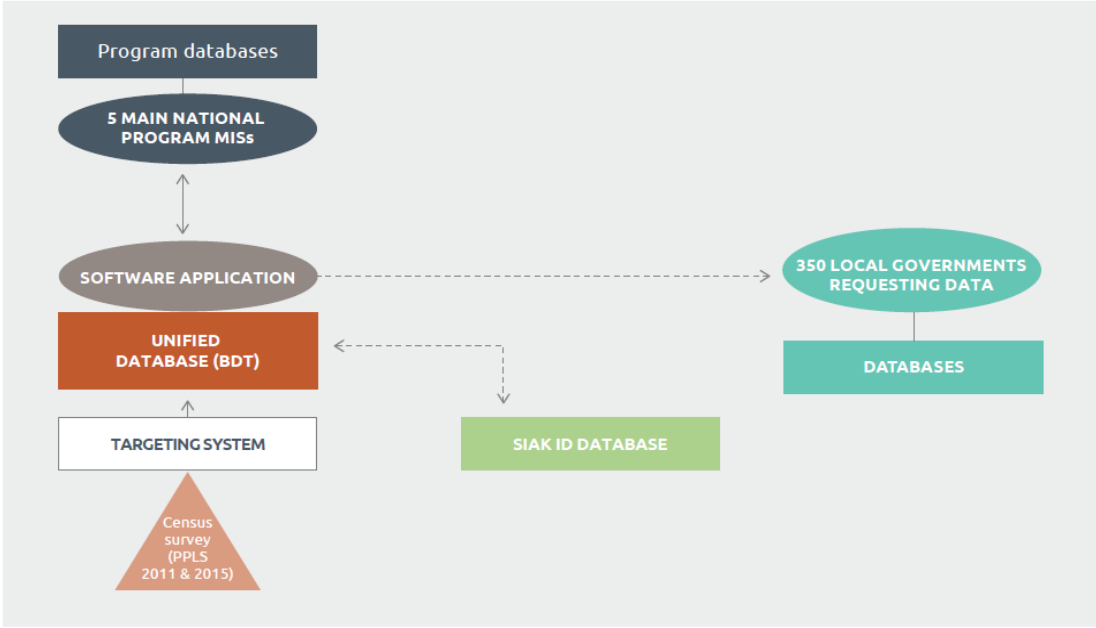 Program databases
5 MAIN NATIONAL
PROGRAM MISs
SOFTWARE APPLICATION
350 LOCAL GOVERNMENTS
REQUESTING DATA
UNIFIED
DATABASE (BDT)
DATABASES
TARGETING SYSTEM
SIAK ID DATABASE
Census
survey
(PPLS
2011 & 2015)